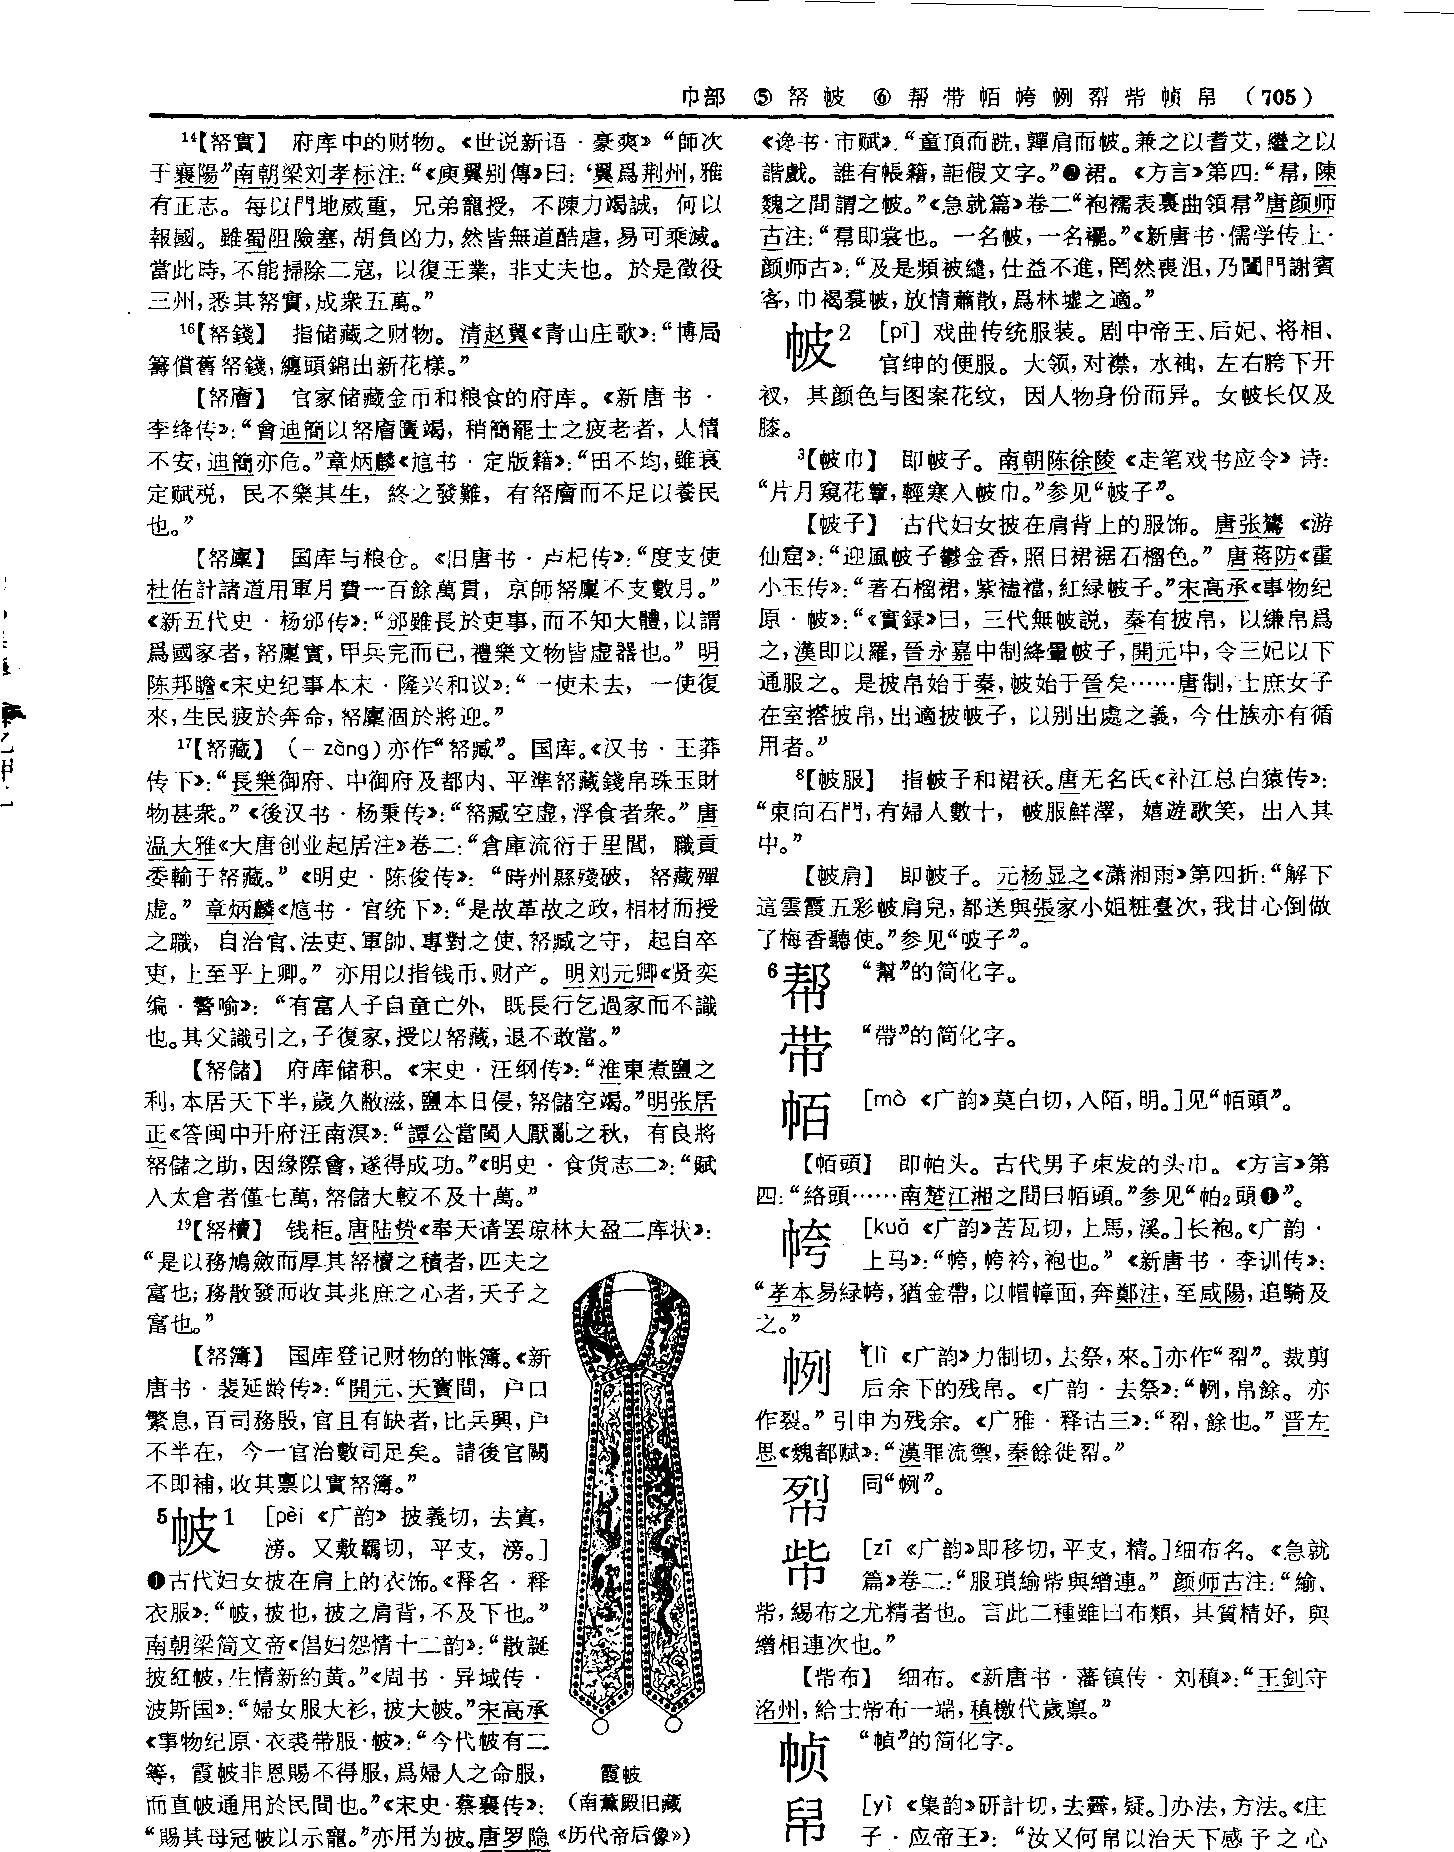 巾部 ⑤帑帔 ⑥帮带帞帨㤡㡂㧘帧帠 (705)
14【帑實】 府库中的财物。《世说新语·豪爽》“師次
于襄陽”南朝梁刘孝标注:“《庾翼别傳》曰:‘翼爲荆州,雅
有正志。每以門地威重，兄弟寵授，不陳力竭誠，何以
報國。雖蜀阻險塞,胡負凶力,然皆無道酷虐,易可乘滅。
當此時,不能掃除二寇，以復王業，非丈夫也。於是徵役
三州,悉其帑實,成衆五萬。”
16【帑錢】 指储藏之财物。清赵翼《青山庄歌》:“博局
籌償舊帑錢,纏頭錦出新花樣。”
【帑廥】 官家储藏金币和粮食的府库。《新唐书·
李绛传》:“會迪簡以帑廥匱竭，稍簡罷士之疲老者，人情
不安,迪簡亦危。”章炳麟《訄书·定版籍》:“田不均,雖衰
定赋税，民不樂其生，終之發難，有帑廥而不足以養民
也。”
【帑廩】 国库与粮仓。《旧唐书·卢杞传》:“度支使
杜佑計諸道用軍月費一百餘萬貫，京師帑廩不支數月。”
《新五代史·杨邠传》:“邠雖長於吏事,而不知大體,以謂
爲國家者,帑廩實,甲兵完而已,禮樂文物皆虚器也。” 明
陈邦瞻《宋史纪事本末·隆兴和议》:“一使未去，一使復
來,生民疲於奔命,帑廩涸於將迎。”
17【帑藏】 (－zàng)亦作“帑臧”。国库。《汉书·王莽
传下》:“長樂御府、中御府及都内、平準帑藏錢帛珠玉財
物甚衆。”《後汉书·杨秉传》:“帑臧空虚,浮食者衆。”唐
温大雅《大唐创业起居注》卷二:“倉庫流衍于里閭，職貢
委輸于帑藏。”《明史·陈俊传》:“時州縣殘破，帑藏殫
虚。” 章炳麟《訄书·官统下》:“是故革故之政,相材而授
之職，自治官、法吏、軍帥、專對之使、帑臧之守，起自卒
吏,上至乎上卿。” 亦用以指钱币、财产。明刘元卿《贤奕
编·警喻》:“有富人子自童亡外，既長行乞過家而不識
也。其父識引之,子復家,授以帑藏,退不敢當。”
【帑儲】 府库储积。《宋史·汪纲传》:“淮東煮鹽之
利,本居天下半,歲久敝滋,鹽本日侵,帑儲空竭。”明张居
正《答闽中开府汪南溟》:“譚公當閩人厭亂之秋，有良將
帑儲之助,因缘際會,遂得成功。”《明史·食货志二》:“赋
入太倉者僅七萬,帑儲大較不及十萬。”
19【帑櫝】 钱柜。唐陆贽《奉天请罢琼林大盈二库状》:
“是以務鳩斂而厚其帑櫝之積者,匹夫之
富也;務散發而收其兆庶之心者,天子之
富也。”
【帑簿】 国库登记财物的帐簿。《新
唐书·裴延龄传》:“開元、天寶間，户口
繁息,百司務殷,官且有缺者,比兵興,户
不半在，今一官治數司足矣。請後官闕
不即補,收其禀以實帑簿。”
5帔1 [pèi《广韵》披義切，去寘，
滂。又敷羈切，平支，滂。]
❶古代妇女披在肩上的衣饰。《释名·释
衣服》:“帔,披也,披之肩背,不及下也。”
南朝梁简文帝《倡妇怨情十二韵》:“散誕
披紅帔,生情新約黄。”《周书·异域传·
波斯国》:“婦女服大衫,披大帔。”宋高承
《事物纪原·衣裘带服·帔》:“今代帔有二
等，霞帔非恩賜不得服,爲婦人之命服,
而直帔通用於民間也。”《宋史·蔡襄传》:
“賜其母冠帔以示寵。”亦用为披。唐罗隐
霞帔
(南薰殿旧藏
《历代帝后像》)
《谗书·市赋》:“童頂而跣,嚲肩而帔。兼之以耆艾,繼之以
諧戲。誰有帳籍,詎假文字。”❷裙。《方言》第四:“帬,陳
魏之間謂之帔。”《急就篇》卷二“袍襦表裏曲領帬”唐颜师
古注:“帬即裳也。一名帔,一名襬。”《新唐书·儒学传上·
颜师古》:“及是頻被譴,仕益不進,罔然喪沮,乃闔門謝賓
客,巾褐裠帔,放情蕭散,爲林墟之適。”
帔2 [pī] 戏曲传统服装。剧中帝王、后妃、将相、
官绅的便服。大领,对襟，水袖，左右胯下开
衩，其颜色与图案花纹，因人物身份而异。女帔长仅及
膝。
3【帔巾】 即帔子。南朝陈徐陵《走笔戏书应令》诗:
“片月窺花簟,輕寒入帔巾。”参见“帔子”。
【帔子】 古代妇女披在肩背上的服饰。唐张鷟《游
仙窟》:“迎風帔子鬱金香,照日裙裾石榴色。” 唐蒋防《霍
小玉传》:“著石榴裙,紫䙆襠,紅緑帔子。”宋高承《事物纪
原·帔》:“《實録》曰，三代無帔説，秦有披帛，以縑帛爲
之,漢即以羅,晉永嘉中制絳暈帔子,開元中,令三妃以下
通服之。是披帛始于秦,帔始于晉矣……唐制,士庶女子
在室搭披帛,出適披帔子，以别出處之義，今仕族亦有循
用者。”
8【帔服】 指帔子和裙袄。唐无名氏《补江总白猿传》:
“東向石門,有婦人數十，帔服鮮澤，嬉遊歌笑，出入其
中。”
【帔肩】 即帔子。元杨显之《潇湘雨》第四折:“解下
這雲霞五彩帔肩兒,都送與張家小姐粧臺次,我甘心倒做
了梅香聽使。”参见“帔子”。
6帮 “幫”的简化字。
带 “帶”的简化字。
帞 [mò《广韵》莫白切,入陌,明。]见“帞頭”。
【帞頭】 即帕头。古代男子束发的头巾。《方言》第
四:“絡頭……南楚江湘之間曰帞頭。”参见“帕2頭❶”。
㡁 [kuǎ《广韵》苦瓦切,上馬,溪。]长袍。《广韵·
上马》:“㡁,㡁衿,袍也。”《新唐书·李训传》:
“孝本易緑㡁,猶金帶,以帽幛面,奔鄭注,至咸陽,追騎及
之。”
㡂 [lì《广韵》力制切,去祭,來。]亦作“㡂”。裁剪
后余下的残帛。《广韵·去祭》:“㡂,帛餘。亦
作裂。”引申为残余。《广雅·释诂三》:“㡂,餘也。” 晋左
思《魏都赋》:“漢罪流禦,秦餘徙㡂。”
同“㡂”。
㧘 [zī《广韵》即移切,平支,精。]细布名。《急就
篇》卷二:“服瑣緰幋與繒連。” 颜师古注:“緰、
幋,緆布之尤精者也。言此二種雖曰布類，其質精好，與
繒相連次也。”
【幋布】 细布。《新唐书·藩镇传·刘稹》:“王釗守
洺州,給士幋布一端,稹檄代歲禀。”
帧 “幀”的简化字。
帠 [yì《集韵》研計切,去霽,疑。]办法,方法。《庄
子·应帝王》:“汝又何帠以治天下感予之心